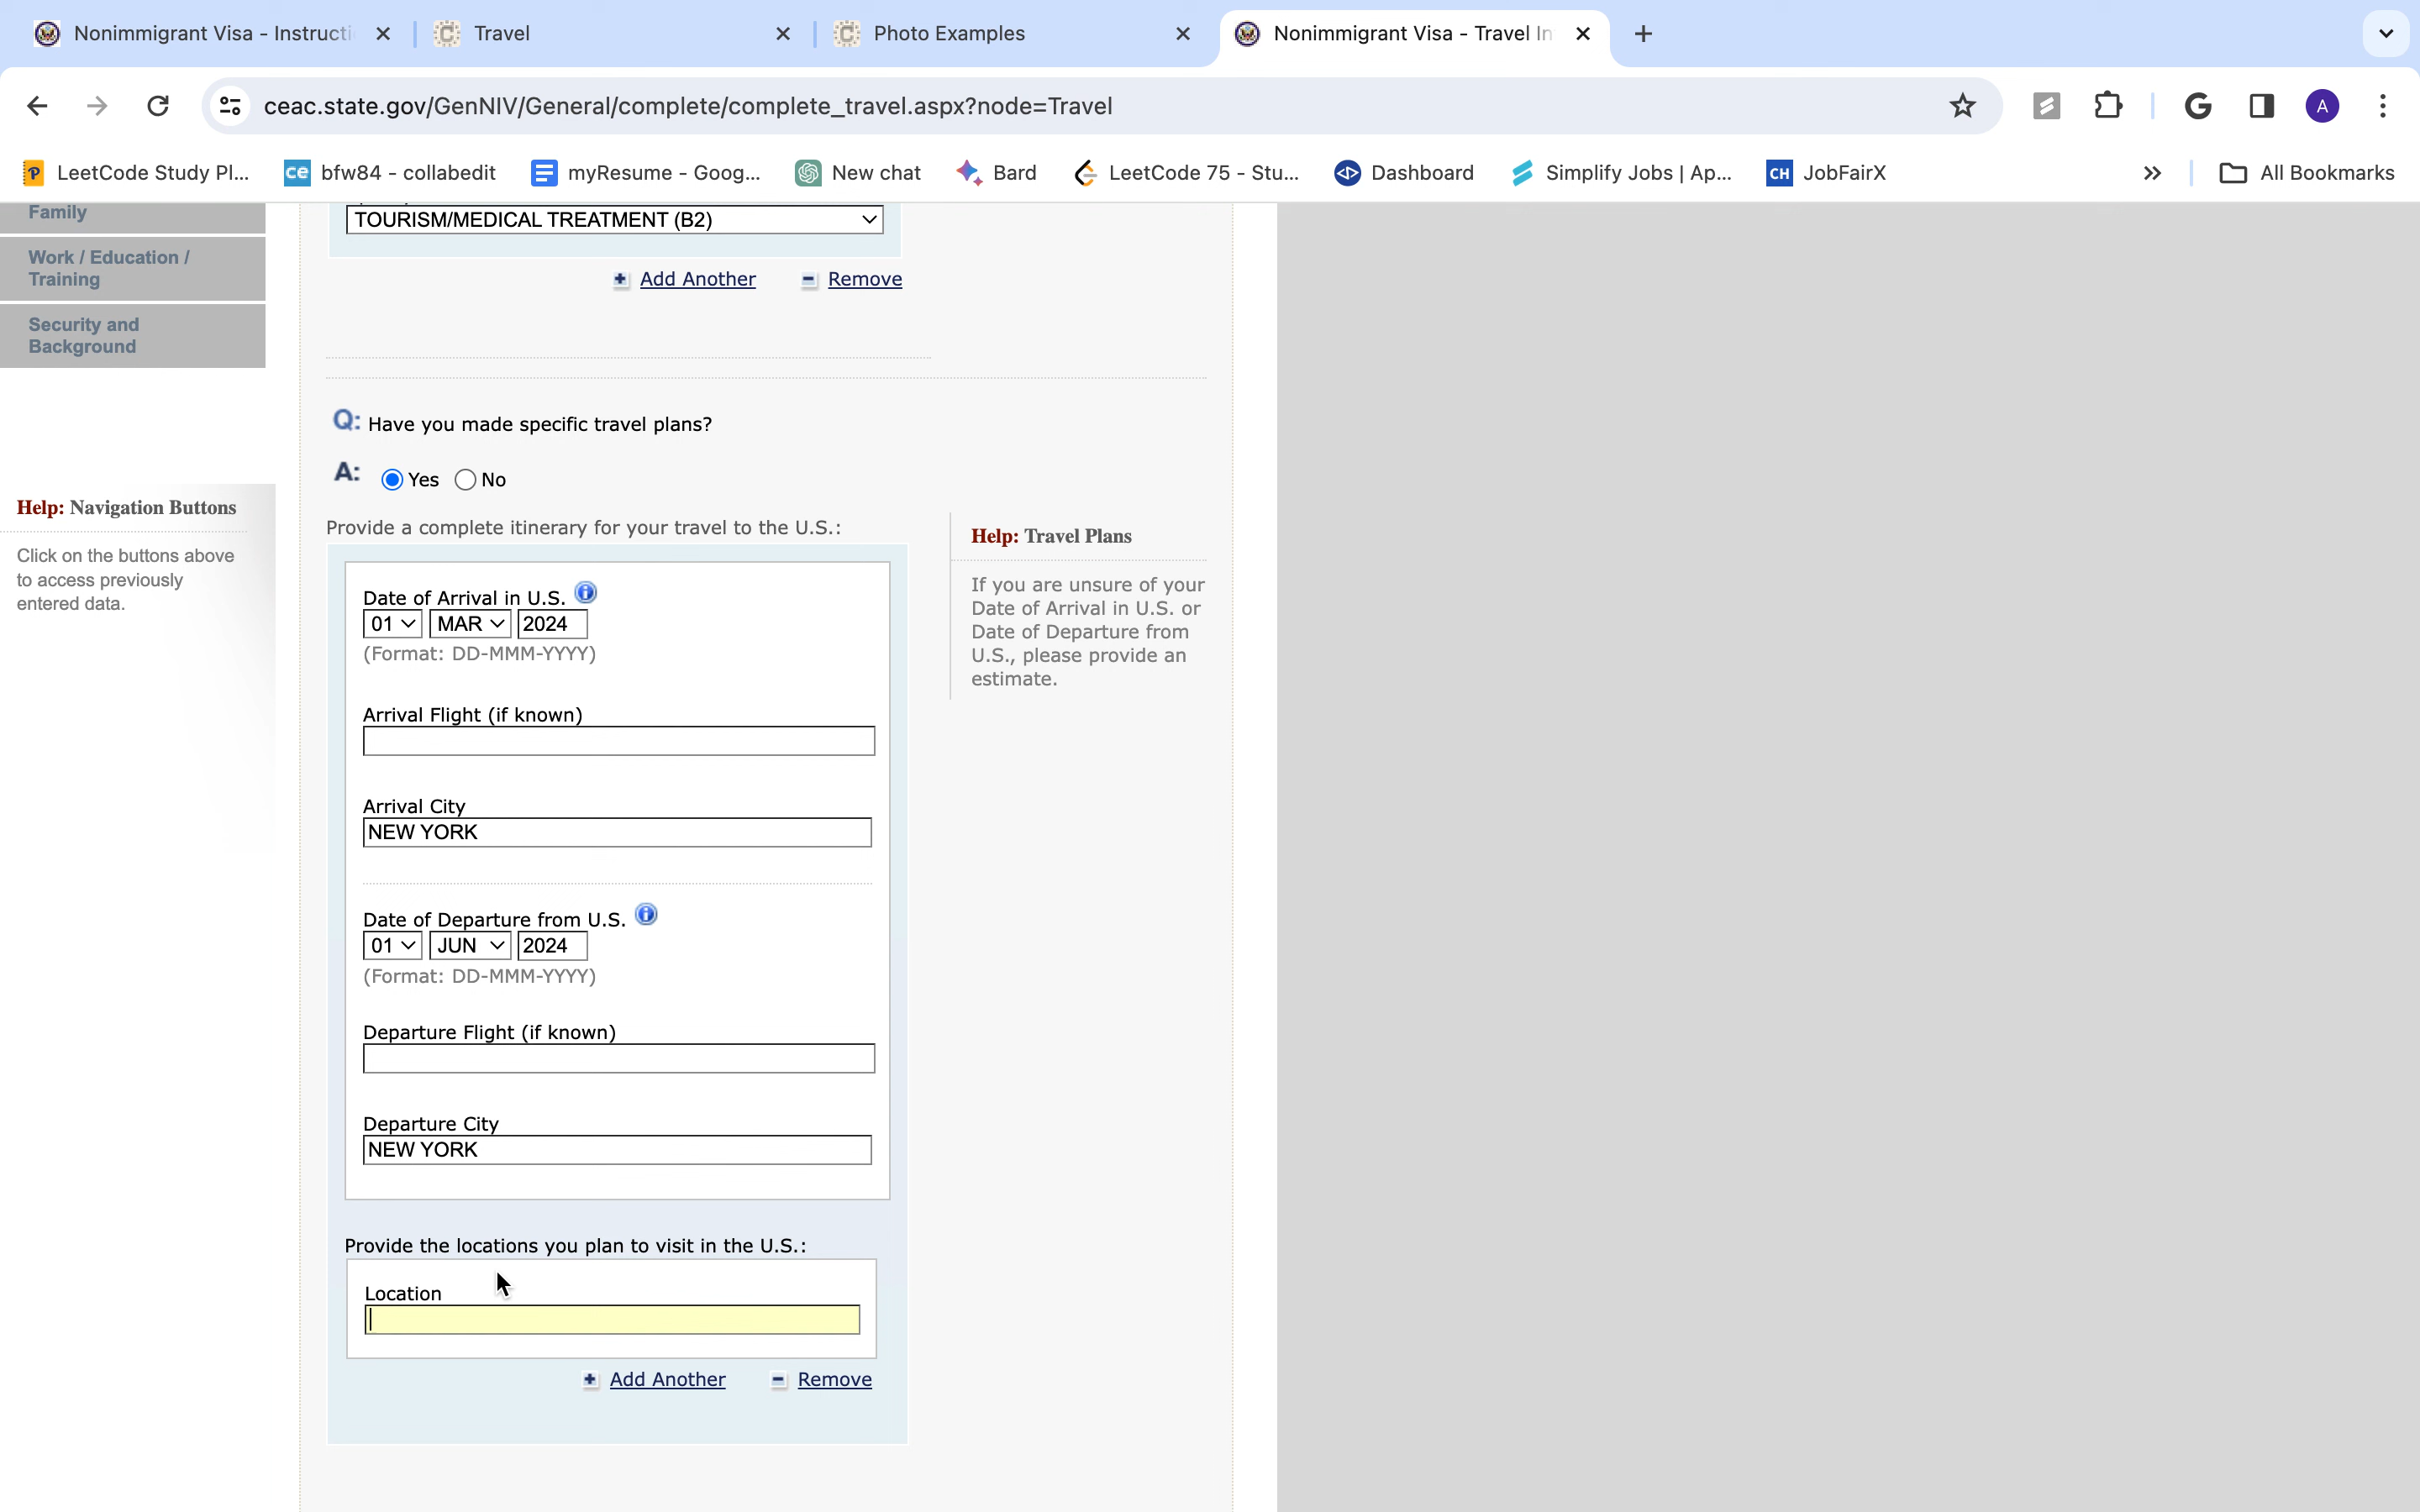 Nonimmigrant Visa - Instructi
Travel
Photo Examples
Nonimmigrant Visa - Travel In
ceac.state.gov/GenNIV/General/complete/complete_travel.aspx?node=Travel
A
LeetCode Study Pl...
ce bfw84 - collabedit
myResume - Goog...
New chat
Bard
LeetCode 75 - Stu...
Dashboard
Simplify Jobs | Ap...
CH JobFairX
»
All Bookmarks
Family
Work / Education /
Training
Security and
Background
Help: Navigation Buttons
Click on the buttons above
to access previously
entered data.
TOURISM/MEDICAL TREATMENT (B2)
Add Another
Remove
Q: Have you made specific travel plans?
A: Yes No
Provide a complete itinerary for your travel to the U.S.:
Date of Arrival in U.S.
01 MAR 2024
(Format: DD-MMM-YYYY)
Arrival Flight (if known)
Arrival City
NEW YORK
Date of Departure from U.S.
01 JUN 2024
(Format: DD-MMM-YYYY)
Departure Flight (if known)
Departure City
NEW YORK
Provide the locations you plan to visit in the U.S.:
Location
Add Another
Remove
Help: Travel Plans
If you are unsure of your
Date of Arrival in U.S. or
Date of Departure from
U.S., please provide an
estimate.